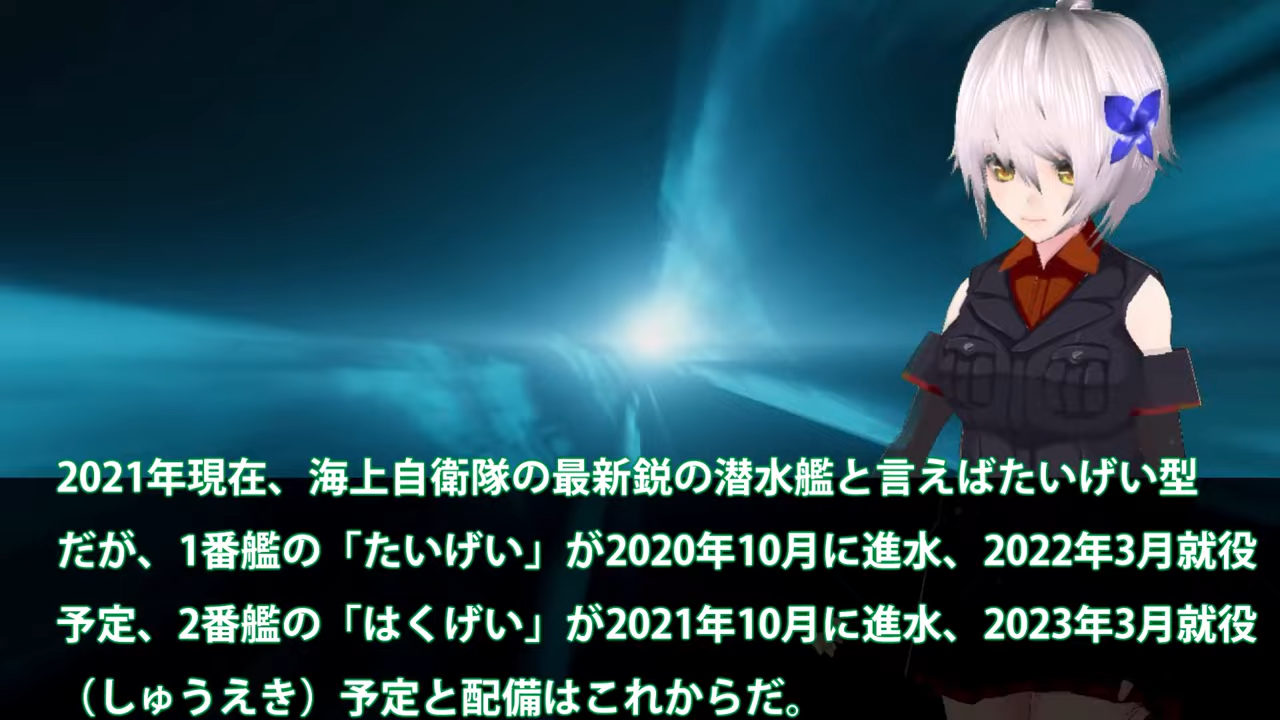 2021年現在、海上自衛隊の最新鋭の潜水艦と言えばたいげい型
だが、1番艦の「たいげい」が2020年10月に進水、2022年3月就役
予定、2番艦の「はくげい」が2021年10月に進水、2023年3月就役
（しゅうえき）予定と配備はこれからだ。